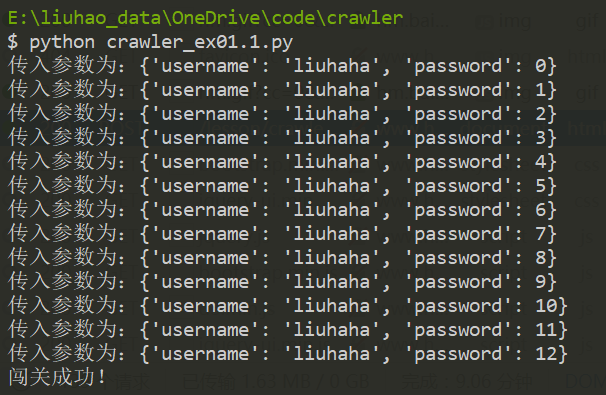 E:\liuhao_data\OneDrive\code\crawler
$ python crawler_ex01.1.py
传入参数为: {'username': 'liuhaha', 'password': 0}
传入参数为: {'username': 'liuhaha', 'password': 1}
传入参数为: {'username': 'liuhaha', 'password': 2}
传入参数为: {'username': 'liuhaha', 'password': 3}
传入参数为: {'username': 'liuhaha', 'password': 4}
传入参数为: {'username': 'liuhaha', 'password': 5}
传入参数为: {'username': 'liuhaha', 'password': 6}
传入参数为: {'username': 'liuhaha', 'password': 7}
传入参数为: {'username': 'liuhaha', 'password': 8}
传入参数为: {'username': 'liuhaha', 'password': 9}
传入参数为: {'username': 'liuhaha', 'password': 10}
传入参数为: {'username': 'liuhaha', 'password': 11}
传入参数为: {'username': 'liuhaha', 'password': 12}
闯关成功!